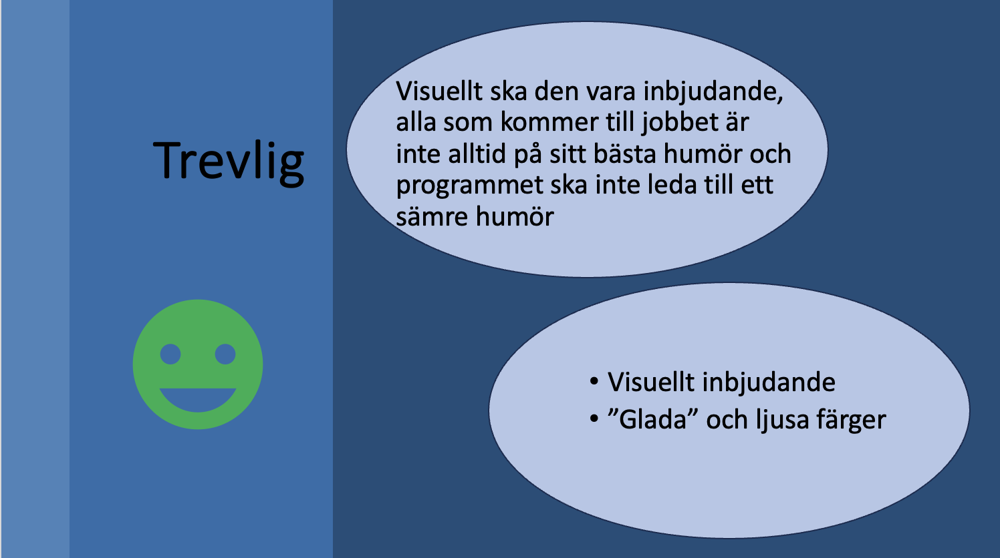 Trevlig
Visuellt ska den vara inbjudande,
alla som kommer till jobbet är
inte alltid på sitt bästa humör och
programmet ska inte leda till ett
sämre humör
• Visuellt inbjudande
• ”Glada” och ljusa färger